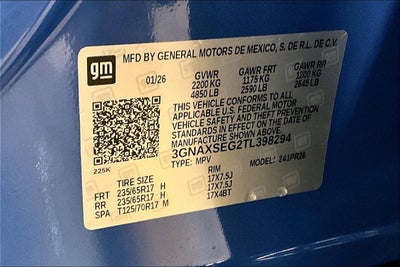 gm
MFD BY GENERAL MOTORS DE MEXICO, S. DE R.L. DE C.V.
01/26 GVWR GAWR FRT GAWR RR
2200 KG 1175 KG 1200 KG
4850 LB 2590 LB 2645 LB
THIS VEHICLE CONFORMS TO ALL
APPLICABLE U.S. FEDERAL MOTOR
VEHICLE SAFETY AND THEFT PREVENTION
STANDARDS IN EFFECT ON THE DATE OF
MANUFACTURE SHOWN ABOVE.
3GNAXSEG2TL398294
TYPE: MPV MODEL: 241PR26
225K
TIRE SIZE RIM
FRT 235/65R17 H 17X7.5J
RR 235/65R17 H 17X7.5J
SPA T125/70R17 M 17X4BT